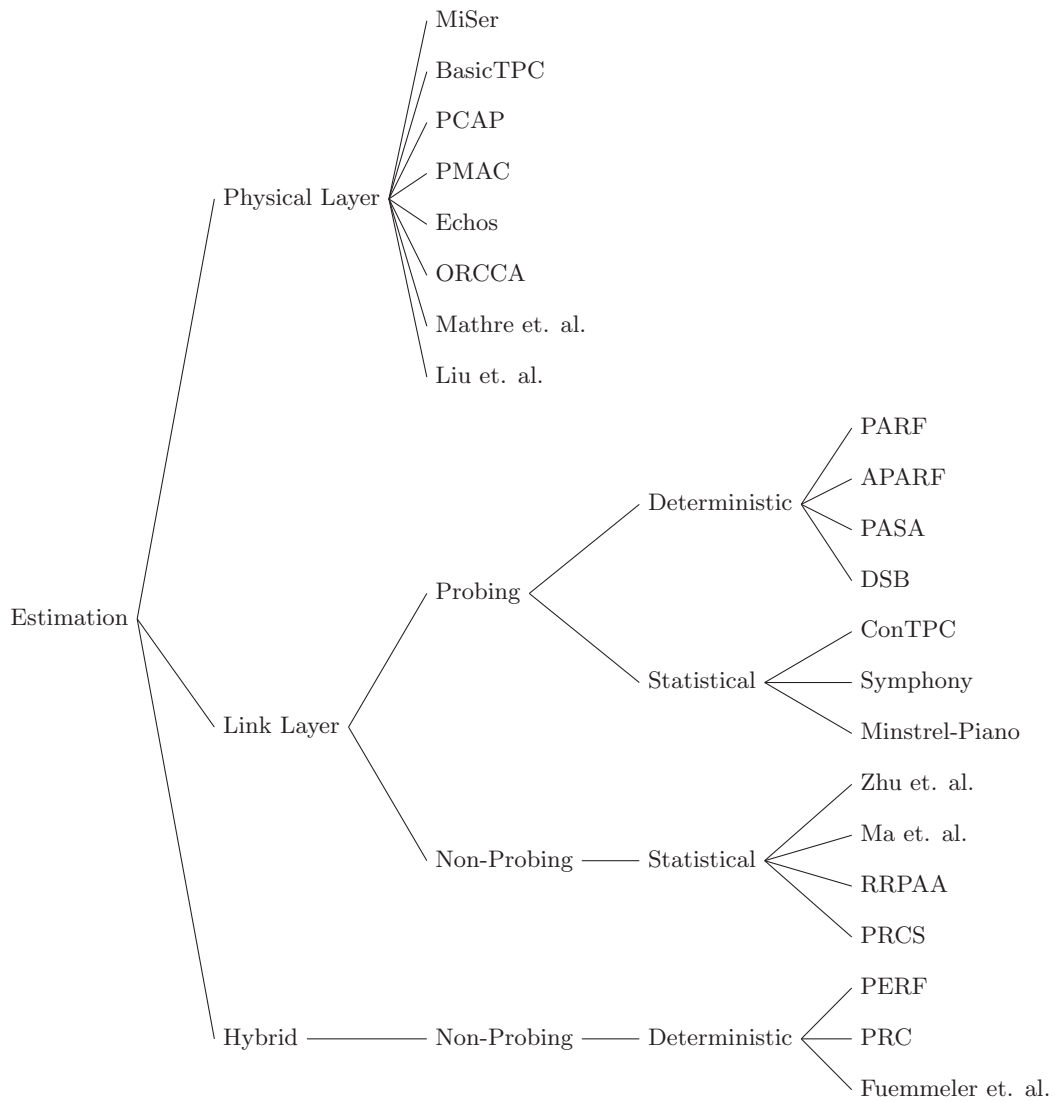 MiSer
BasicTPC
PCAP
PMAC
Physical Layer
Echos
ORCCA
Mathre et. al.
Liu et. al.
PARF
APARF
Deterministic
PASA
DSB
Probing
Estimation
ConTPC
Statistical
Symphony
Minstrel-Piano
Link Layer
Zhu et. al.
Ma et. al.
Non-Probing
Statistical
RRPAA
PRCS
PERF
Hybrid
Non-Probing
Deterministic
PRC
Fuemmeler et. al.